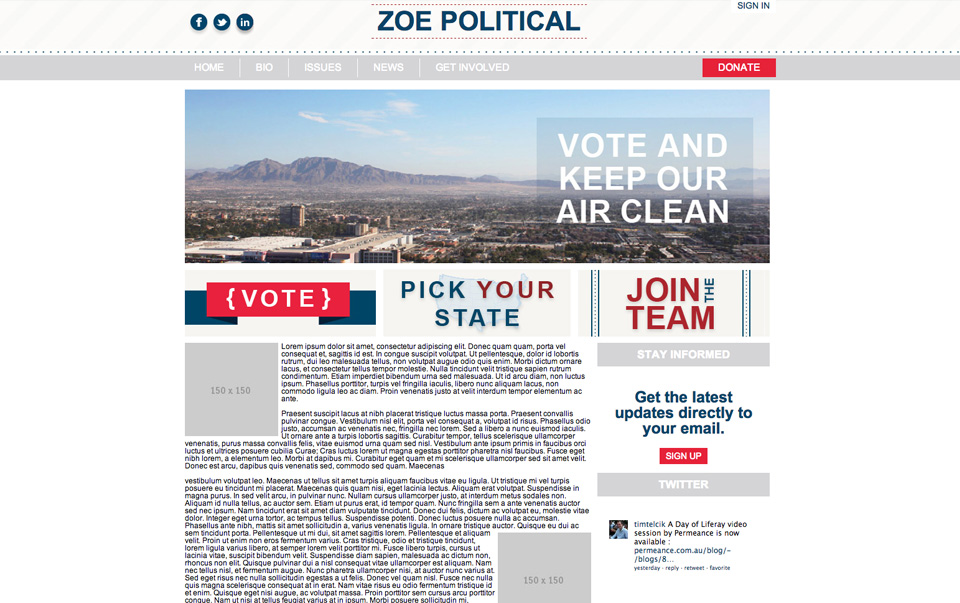 SIGN IN
ZOE POLITICAL
HOME BIO ISSUES NEWS GET INVOLVED DONATE
VOTE AND
KEEP OUR
AIR CLEAN
{ VOTE }
PICK YOUR
STATE
JOIN THE
TEAM
150 x 150
Lorem ipsum dolor sit amet, consectetur adipiscing elit. Donec quam quam, porta vel
consequat et, sagittis id est. In congue suscipit volutpat. Ut pellentesque, dolor id lobortis
rutrum, dui leo malesuada tellus, non volutpat augue odio quis enim. Morbi dictum ornare
lacus, et consectetur tellus tempor molestie. Nulla tincidunt velit tristique sapien rutrum
condimentum. Etiam imperdiet bibendum urna sed malesuada. Ut id arcu diam, non luctus
ipsum. Phasellus porttitor, turpis vel fringilla iaculis, libero nunc aliquam lacus, non
commodo ligula leo ac diam. Proin venenatis justo at velit interdum tempor elementum ac
ante.
Praesent suscipit lacus at nibh placerat tristique luctus massa porta. Praesent convallis
pulvinar congue. Vestibulum nisl elit, porta vel consequat a, volutpat id risus. Phasellus odio
justo, accumsan ac venenatis nec, fringilla nec lorem. Sed a libero a nunc euismod iaculis.
Ut ornare ante a turpis lobortis sagittis. Curabitur tempor, tellus scelerisque ullamcorper
venenatis, purus massa convallis felis, vitae euismod urna quam sed nisl. Vestibulum ante ipsum primis in faucibus orci
luctus et ultrices posuere cubilia Curae; Cras luctus lorem ut magna egestas porttitor pharetra nisl faucibus. Fusce eget
nibh lorem, a elementum leo. Morbi at dapibus mi. Curabitur eget quam et mi scelerisque ullamcorper sed sit amet velit.
Donec est arcu, dapibus quis venenatis sed, commodo sed quam. Maecenas
vestibulum volutpat leo. Maecenas ut tellus sit amet turpis aliquam faucibus vitae eu ligula. Ut tristique mi vel turpis
posuere eu tincidunt mi placerat. Maecenas quis quam nisi, eget lacinia lectus. Aliquam erat volutpat. Suspendisse in
magna purus. In sed velit arcu, in pulvinar nunc. Nullam cursus ullamcorper justo, at interdum metus sodales non.
Aliquam id nulla tellus, ac auctor sem. Etiam ut purus erat, id tempor quam. Nunc fringilla sem a ante venenatis auctor
sed nec ipsum. Nam tincidunt erat sit amet diam vulputate tincidunt. Donec dui felis, dictum ac volutpat eu, molestie vitae
dolor. Integer eget urna tortor, ac tempus tellus. Suspendisse potenti. Donec luctus posuere nulla ac accumsan.
Phasellus ante nibh, mattis sit amet sollicitudin a, varius venenatis ligula. In ornare tristique auctor. Quisque eu dui ac
sem tincidunt porta. Pellentesque ut mi dui, sit amet sagittis lorem. Pellentesque et aliquam
velit. Proin ut enim non eros fermentum varius. Cras tristique, odio et tristique tincidunt,
lorem ligula varius libero, at semper lorem velit porttitor mi. Fusce libero turpis, cursus ut
lacinia vitae, suscipit bibendum velit. Suspendisse diam sapien, malesuada ac dictum non,
rhoncus non elit. Quisque pulvinar dui a nisl consequat vitae ullamcorper est aliquam. Nam
nec tellus nisl, et fermentum augue. Nunc pharetra ullamcorper nibh, at auctor nunc varius at.
Sed eget risus nec nulla sollicitudin egestas a ut felis. Donec vel quam nisl. Fusce nec nulla
quis magna scelerisque consequat at in erat. Nam vitae risus eu odio fermentum tristique id
et enim. Quisque eget nisi augue, ac volutpat massa. Proin porttitor sem cursus arcu porttitor
congue. Nam ut nisi at tellus feugiat varius at in ipsum. Morbi posuere sollicitudin mi,
150 x 150
STAY INFORMED
Get the latest
updates directly to
your email.
SIGN UP
TWITTER
timtelcik A Day of Liferay video
session by Permeance is now
available :
permeance.com.au/blog/-
/blogs/8...
yesterday · reply · retweet · favorite